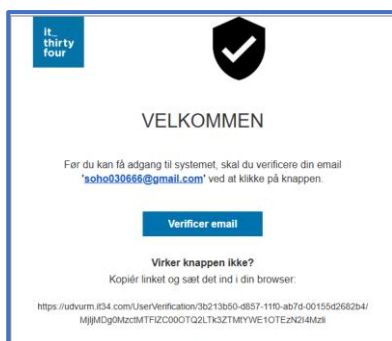 it_
thirty
four
VELKOMMEN
Før du kan få adgang til systemet, skal du verificere din email
'soho030666@gmail.com' ved at klikke på knappen.
Verificer email
Virker knappen ikke?
Kopiér linket og sæt det ind i din browser:
https://udvurm.it34.com/UserVerification/3b213b50-d857-11f0-ab7d-00155d2682b4/